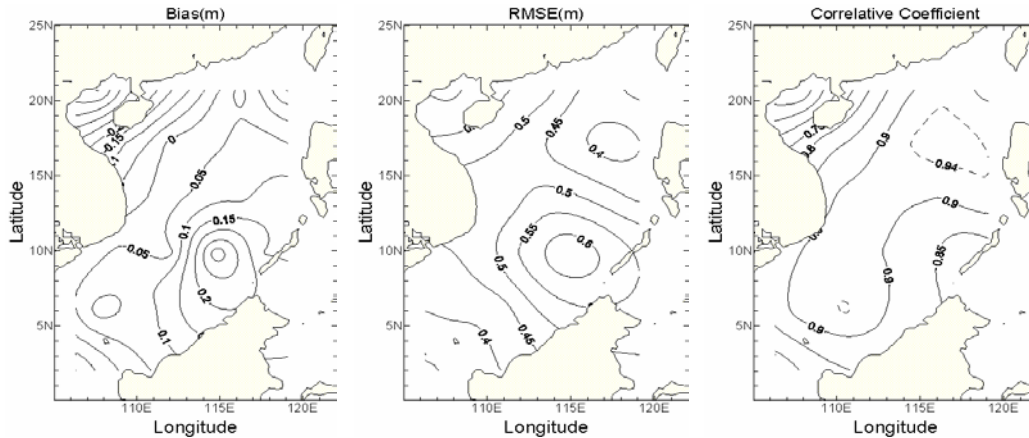 Bias(m)
25N
20N
15N
10N
5N
110E
115E
120E
Longitude
Latitude
-0.15
0
0.05
0.1
0.15
0.05
0.2
0.1
RMSE(m)
25N
20N
15N
10N
5N
110E
115E
120E
Longitude
Latitude
0.5
0.45
0.4
0.5
0.55
0.6
0.5
0.45
0.4
Correlative Coefficient
25N
20N
15N
10N
5N
110E
115E
120E
Longitude
Latitude
0.8
0.9
0.94
0.9
0.85
0.9
0.9